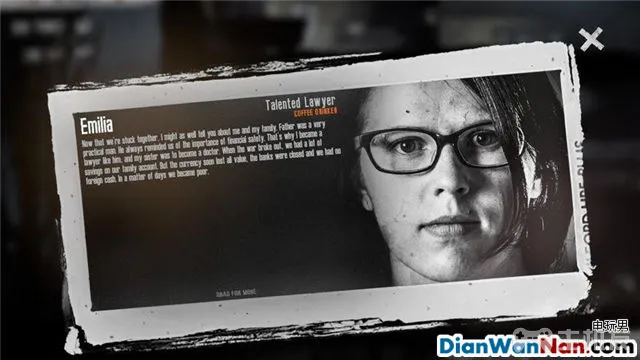 Talented Lawyer
COFFEE DRINKER
Emilia
Now that we're stuck together, I might as well tell you about me and my family. Father was a very
practical man. He always reminded us of the importance of financial safety. That's why I became a
lawyer like him, and my sister was to become a doctor. When the war broke out, we had a lot of
savings on our family account. But the currency soon lost all value, the banks were closed and we had no
foreign cash. In a matter of days we became poor.
DRAG FOR MORE
电玩男
DianWanNan.com